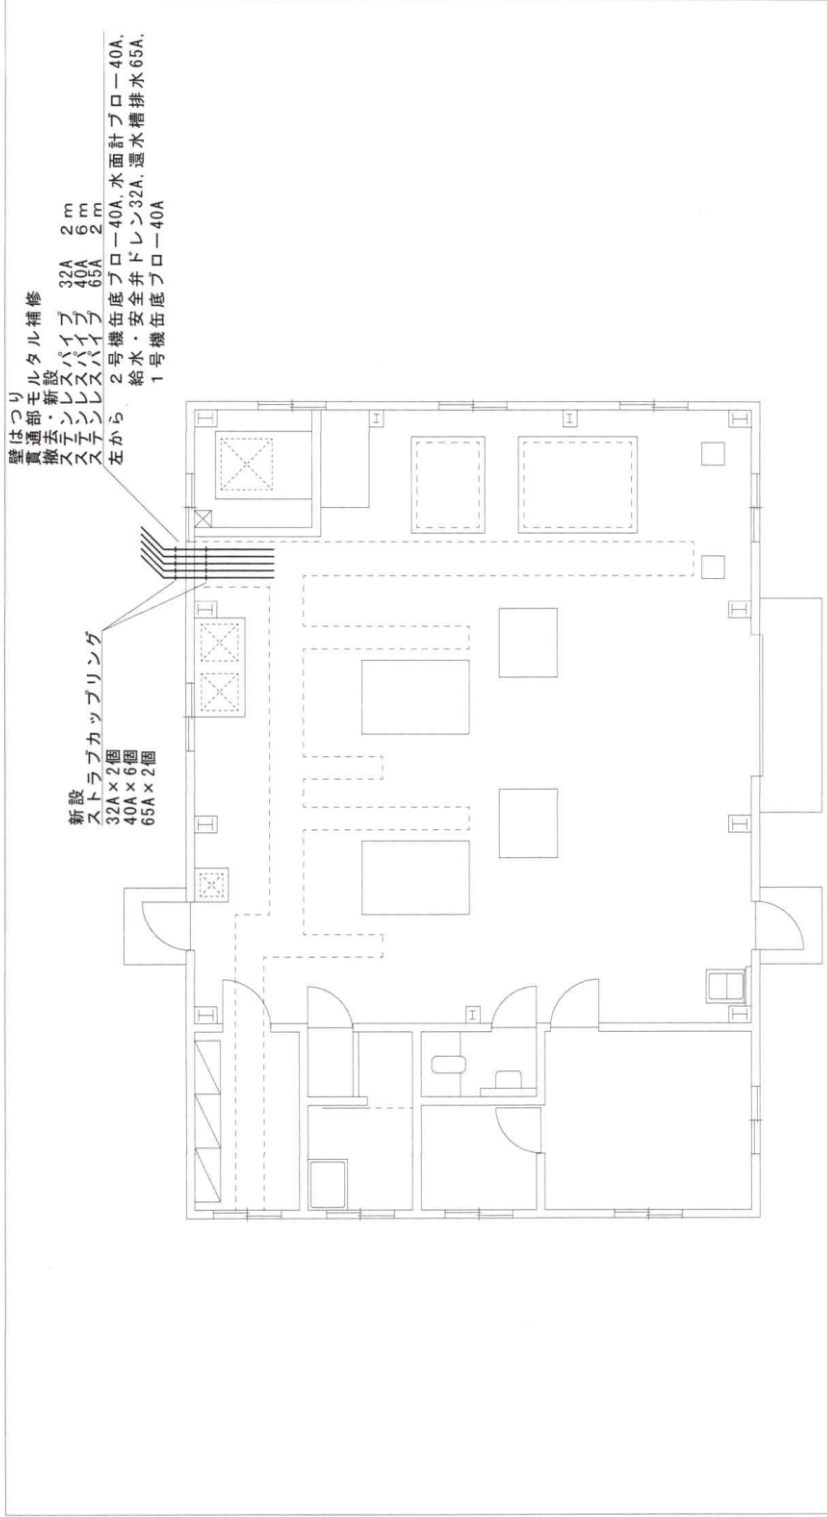 壁はつり
貫通部モルタル補修
撤去・新設
ステンレスパイプ 32A 2m
ステンレスパイプ 40A 6m
ステンレスパイプ 65A 2m
左から 2号機缶底ブロー40A,水面計ブロー40A,
給水・安全弁ドレン32A,還水槽排水65A,
1号機缶底ブロー40A
新設
ストラブカップリング
32A×2個
40A×6個
65A×2個